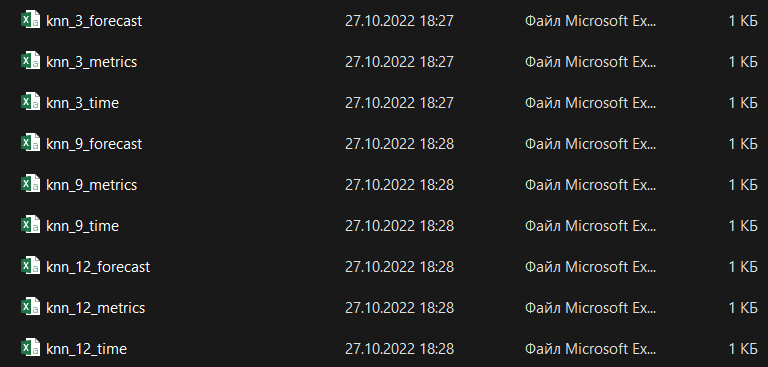 knn_3_forecast 27.10.2022 18:27 Файл Microsoft Ex... 1 КБ
knn_3_metrics 27.10.2022 18:27 Файл Microsoft Ex... 1 КБ
knn_3_time 27.10.2022 18:27 Файл Microsoft Ex... 1 КБ
knn_9_forecast 27.10.2022 18:28 Файл Microsoft Ex... 1 КБ
knn_9_metrics 27.10.2022 18:28 Файл Microsoft Ex... 1 КБ
knn_9_time 27.10.2022 18:28 Файл Microsoft Ex... 1 КБ
knn_12_forecast 27.10.2022 18:28 Файл Microsoft Ex... 1 КБ
knn_12_metrics 27.10.2022 18:28 Файл Microsoft Ex... 1 КБ
knn_12_time 27.10.2022 18:28 Файл Microsoft Ex... 1 КБ